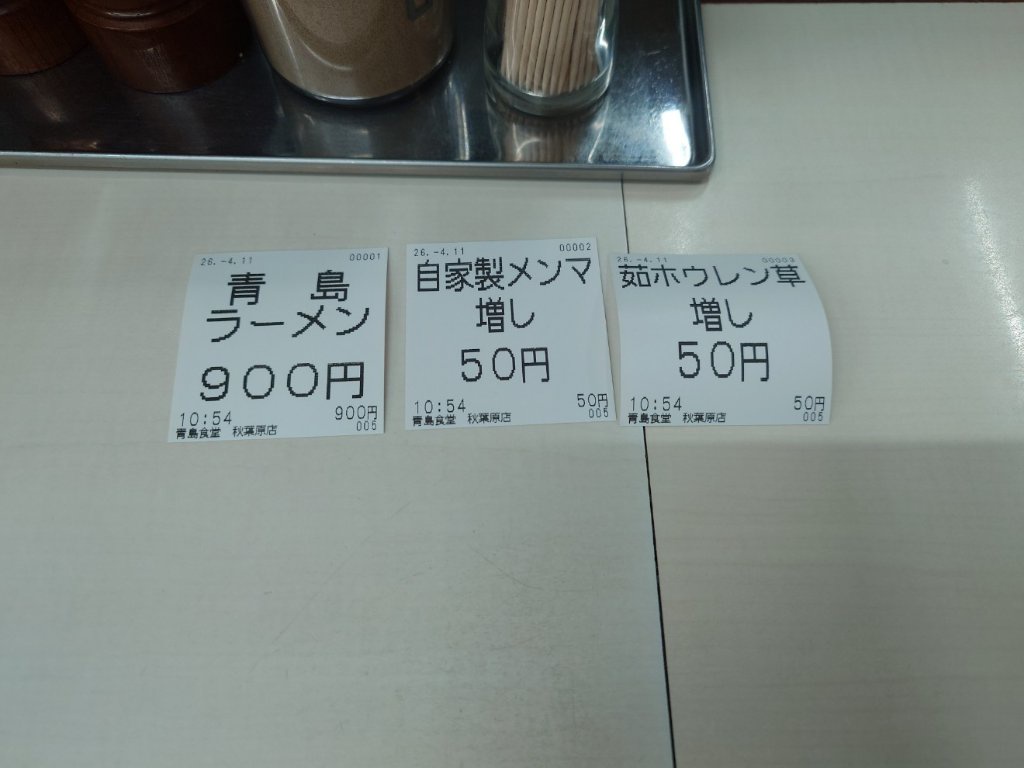 26.-4.11 00001
青 島
ラーメン
900円
10:54 900円
青島食堂 秋葉原店 005
26.-4.11 00002
自家製メンマ
増し
50円
10:54 50円
青島食堂 秋葉原店 005
26.-4.11 00003
茹ホウレン草
増し
50円
10:54 50円
青島食堂 秋葉原店 005